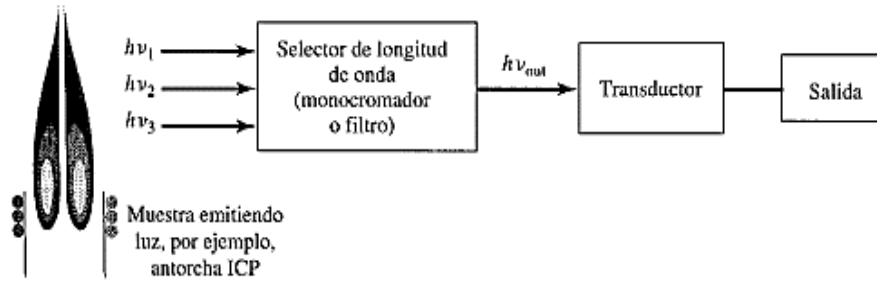 hν₁
hν₂
hν₃
Selector de longitud
de onda
(monocromador
o filtro)
hν_out
Transductor
Salida
Muestra emitiendo
luz, por ejemplo,
antorcha ICP